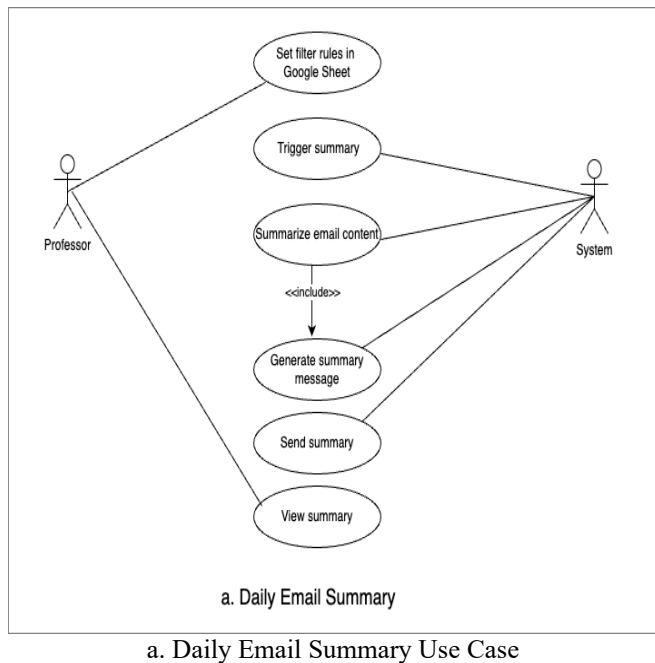 Set filter rules in
Google Sheet
Trigger summary
Professor
Summarize email content
System
<<include>>
Generate summary
message
Send summary
View summary
a. Daily Email Summary
a. Daily Email Summary Use Case